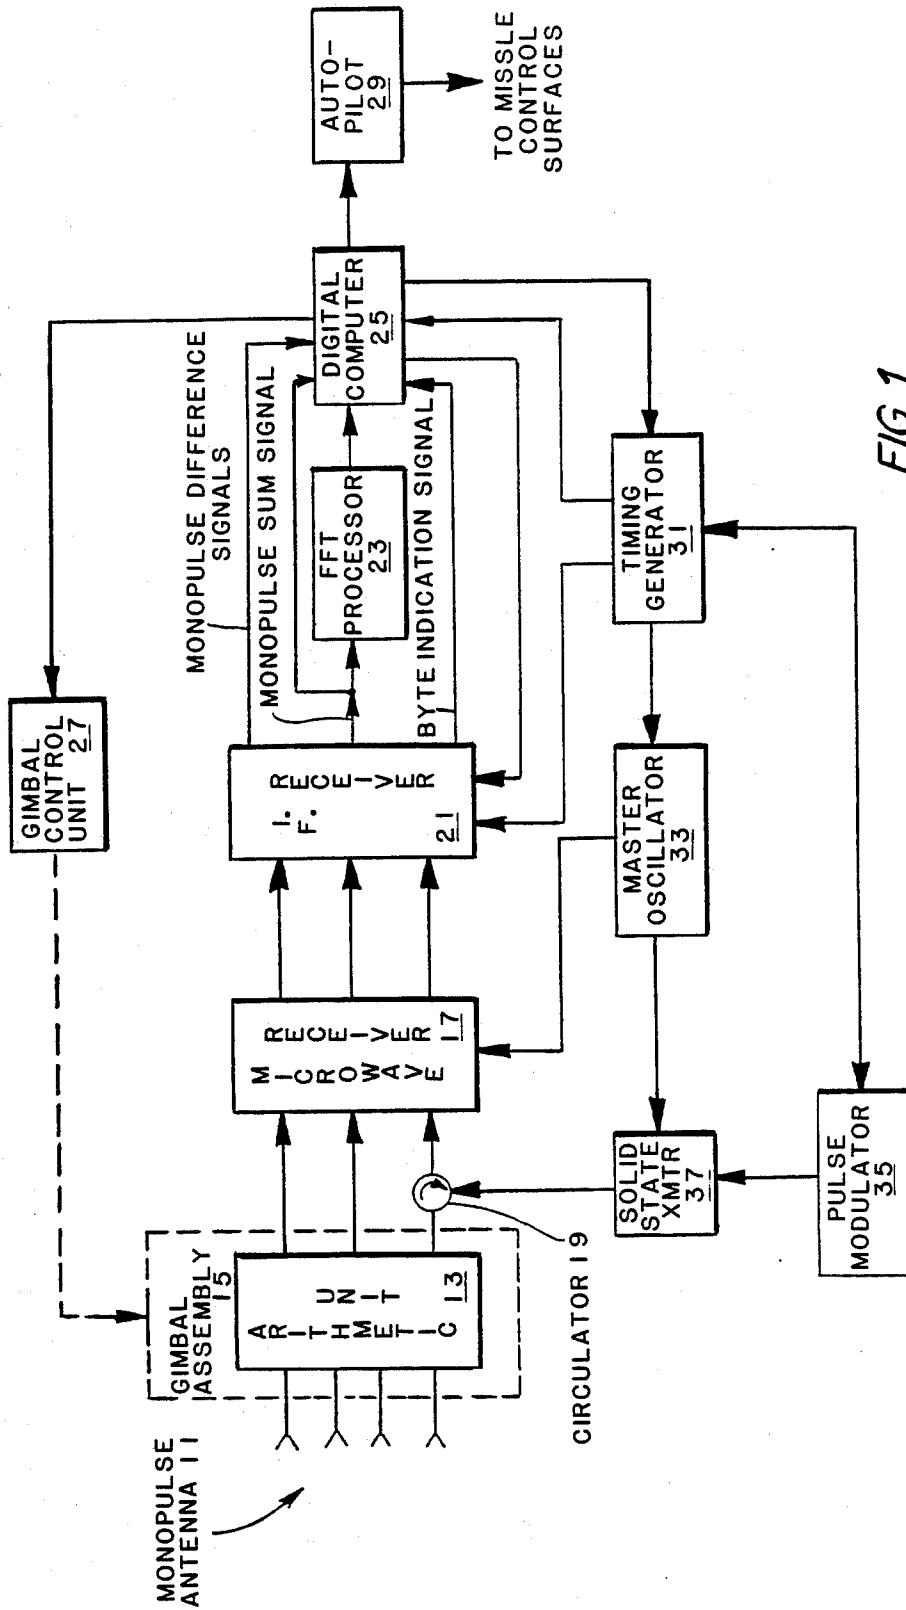 MONOPULSE
ANTENNA 11
GIMBAL
ASSEMBLY
15
ARITHMETIC
UNIT
13
CIRCULATOR 19
MICROWAVE
RECEIVER
17
GIMBAL
CONTROL
UNIT 27
I.F.
RECEIVER
21
MONOPULSE DIFFERENCE
SIGNALS
MONOPULSE SUM SIGNAL
FFT
PROCESSOR
23
BYTE INDICATION SIGNAL
DIGITAL
COMPUTER
25
AUTO-
PILOT
29
TO MISSLE
CONTROL
SURFACES
TIMING
GENERATOR
31
MASTER
OSCILLATOR
33
SOLID
STATE
XMTR
37
PULSE
MODULATOR
35
FIG. 1